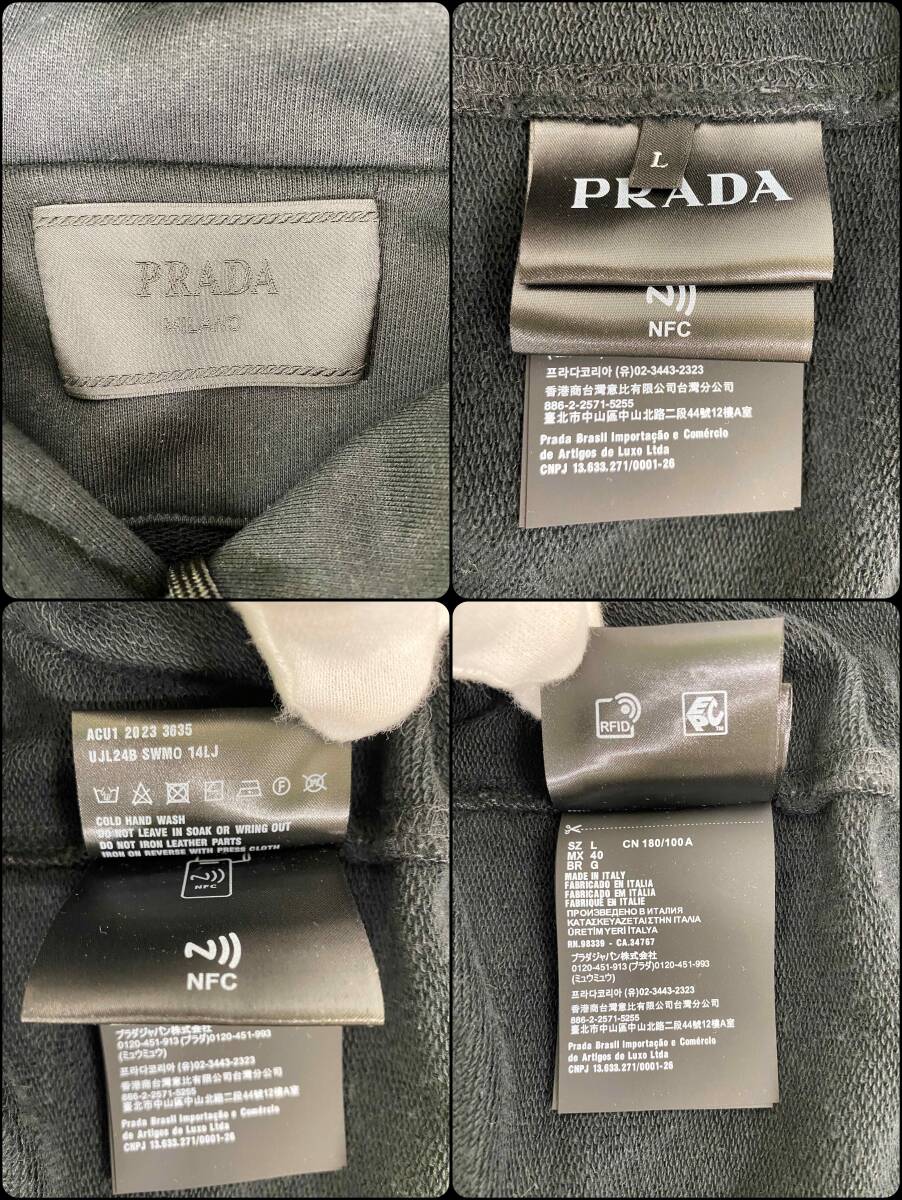 PRADA
MILANO
L
PRADA
NFC
프라다코리아 (유) 02-3443-2323
香港商台灣意比有限公司台灣分公司
886-2-2571-5255
臺北市中山區中山北路二段44號12樓A室
Prada Brasil Importação e Comércio
de Artigos de Luxo Ltda
CNPJ 13.633.271/0001-26
ACU1 2023 3635
UJL24B SWMO 14LJ
F
COLD HAND WASH
DO NOT LEAVE IN SOAK OR WRING OUT
DO NOT IRON LEATHER PARTS
IRON ON REVERSE WITH PRESS CLOTH
NFC
NFC
プラダジャパン株式会社
0120-451-913 (プラダ) 0120-451-993
(ミュウミュウ)
프라다코리아 (유) 02-3443-2323
香港商台灣意比有限公司台灣分公司
886-2-2571-5255
臺北市中山區中山北路二段44號12樓A室
Prada Brasil Importação e Comércio
de Artigos de Luxo Ltda
CNPJ 13.633.271/0001-26
RFID
EPC TM
SZ L CN 180/100 A
MX 40
BR G
MADE IN ITALY
FABRICADO EN ITALIA
FABRICADO EM ITALIA
FABRIQUÉ EN ITALIE
ПРОИЗВЕДЕНО В ИТАЛИЯ
ΚΑΤΑΣΚΕΥΑΖΕΤΑΙ ΣΤΗΝ ΙΤΑΛΙΑ
ÜRETİM YERİ İTALYA
RN.98339 - CA.34767
プラダジャパン株式会社
0120-451-913 (プラダ) 0120-451-993
(ミュウミュウ)
프라다코리아 (유) 02-3443-2323
香港商台灣意比有限公司台灣分公司
886-2-2571-5255
臺北市中山區中山北路二段44號12樓A室
Prada Brasil Importação e Comércio
de Artigos de Luxo Ltda
CNPJ 13.633.271/0001-26